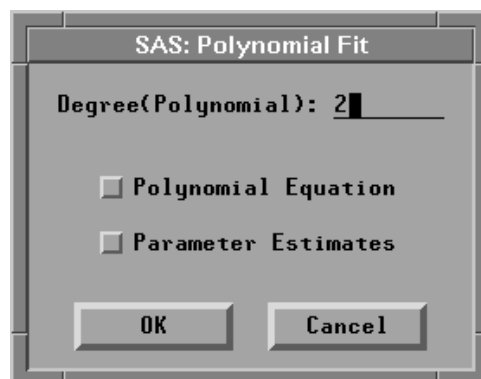 SAS: Polynomial Fit
Degree(Polynomial): 2
Polynomial Equation
Parameter Estimates
OK Cancel